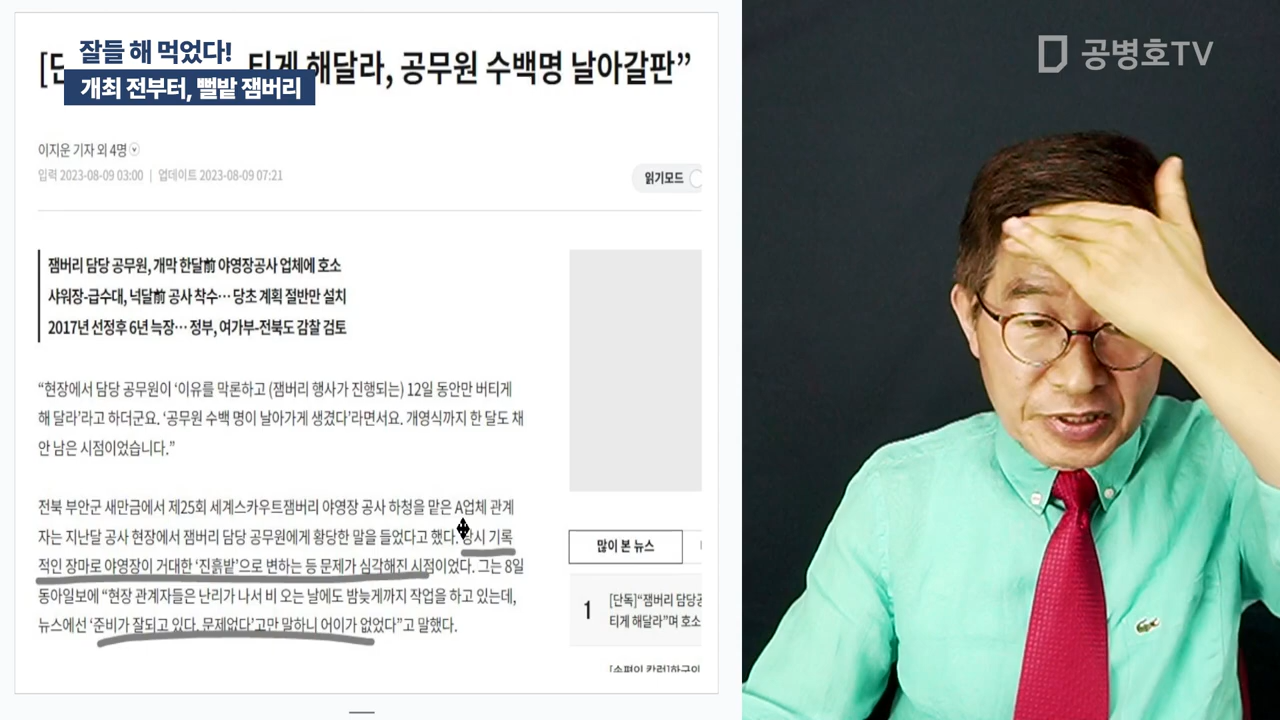 잘들 해 먹었다!
개최 전부터, 뻘밭 잼버리
[단 티게 해달라, 공무원 수백명 날아갈판”
공병호TV
이지운 기자 외 4명
입력 2023-08-09 03:00 | 업데이트 2023-08-09 07:21
읽기모드
잼버리 담당 공무원, 개막 한달前 야영장공사 업체에 호소
샤워장-급수대, 넉달前 공사 착수… 당초 계획 절반만 설치
2017년 선정후 6년 늑장… 정부, 여가부-전북도 감찰 검토
“현장에서 담당 공무원이 ‘이유를 막론하고 (잼버리 행사가 진행되는) 12일 동안만 버티게
해 달라’라고 하더군요. ‘공무원 수백 명이 날아가게 생겼다’라면서요. 개영식까지 한 달도 채
안 남은 시점이었습니다.”
전북 부안군 새만금에서 제25회 세계스카우트잼버리 야영장 공사 하청을 맡은 A업체 관계
자는 지난달 공사 현장에서 잼버리 담당 공무원에게 황당한 말을 들었다고 했다. 당시 기록
적인 장마로 야영장이 거대한 ‘진흙밭’으로 변하는 등 문제가 심각해진 시점이었다. 그는 8일
동아일보에 “현장 관계자들은 난리가 나서 비 오는 날에도 밤늦게까지 작업을 하고 있는데,
뉴스에선 ‘준비가 잘되고 있다. 문제없다’고만 말하니 어이가 없었다”고 말했다.
많이 본 뉴스
1
[단독]“잼버리 담당공
티게 해달라”며 호소